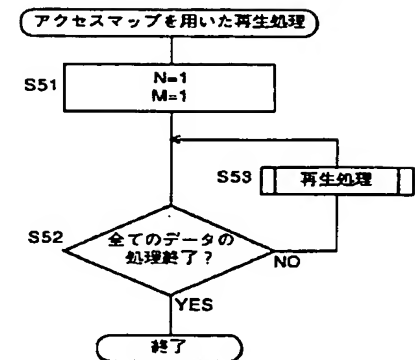 アクセスマップを用いた再生処理
S51
N=1
M=1
S53
再生処理
S52
全てのデータの
処理終了?
NO
YES
終了